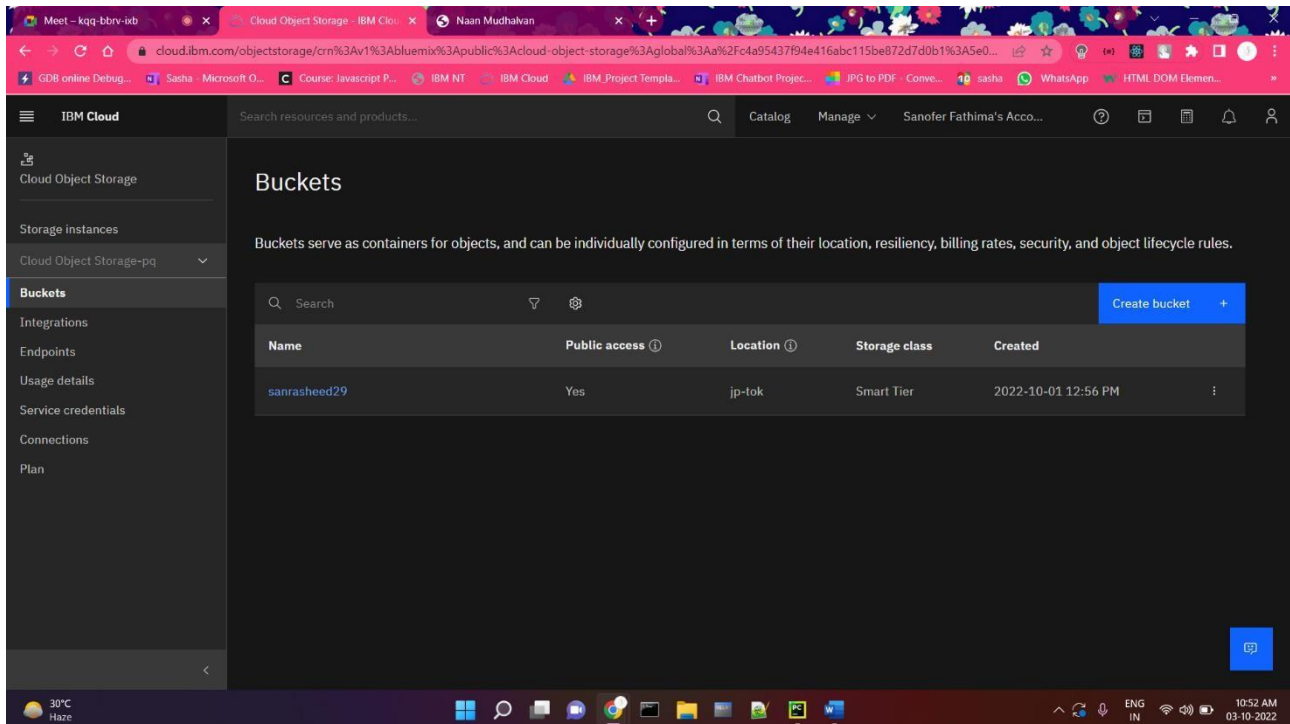 Meet – kqq-bbrv-ixb
Cloud Object Storage - IBM Clou
Naan Mudhalvan
cloud.ibm.com/objectstorage/crn%3Av1%3Abluemix%3Apublic%3Acloud-object-storage%3Aglobal%3Aa%2Fc4a95437f94e416abc115be872d7d0b1%3A5e0...
GDB online Debug... Sasha - Microsoft O... Course: Javascript P... IBM NT IBM Cloud IBM_Project Templa... IBM Chatbot Projec... JPG to PDF - Conve... sasha WhatsApp HTML DOM Elemen... »
IBM Cloud
Search resources and products...
Catalog
Manage
Sanofer Fathima's Acco...
Cloud Object Storage
Storage instances
Cloud Object Storage-pq
Buckets
Integrations
Endpoints
Usage details
Service credentials
Connections
Plan
Buckets
Buckets serve as containers for objects, and can be individually configured in terms of their location, resiliency, billing rates, security, and object lifecycle rules.
Search
Create bucket +
Name Public access Location Storage class Created
sanrasheed29 Yes jp-tok Smart Tier 2022-10-01 12:56 PM
30°C
Haze
ENG
IN
10:52 AM
03-10-2022